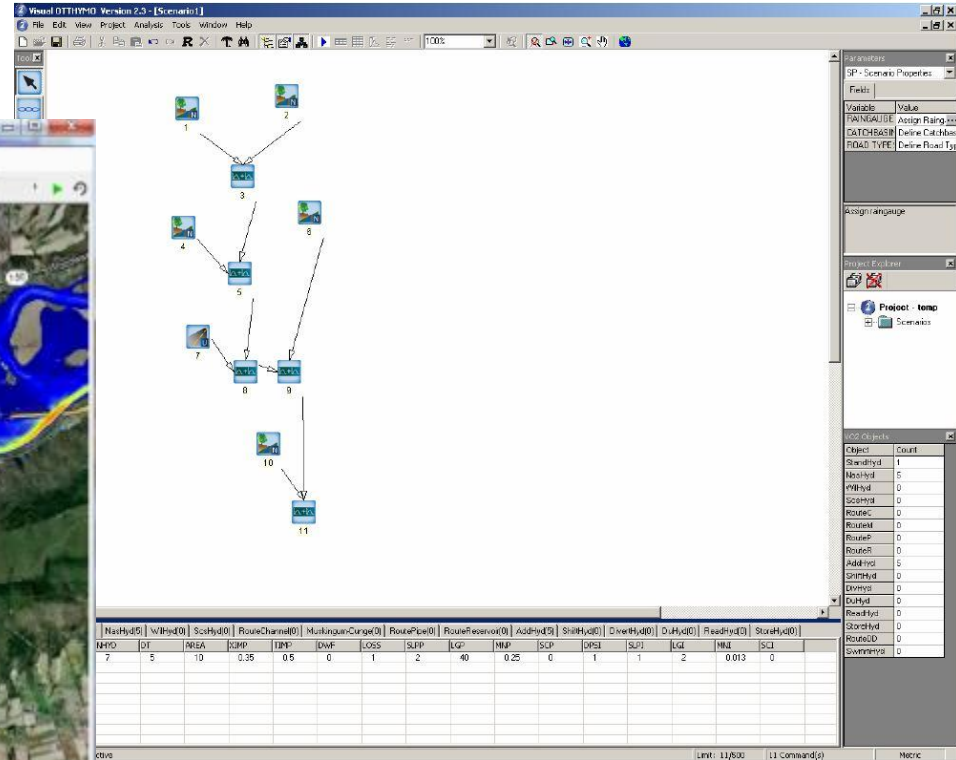 Visual OTTHYMO Version 2.3 - [Scenario1]
File Edit View Project Analysis Tools Window Help
100%
Tool
1
2
3
4
5
6
7
8
9
10
11
Parameters
SP - Scenario Properties
Fields
Variable Value
RAINGAUGE Assign Raing
CATCHBASIN Define Catchbas
ROAD TYPE: Define Road Typ
Assign raingauge
Project Explorer
Project - temp
Scenarios
VO2 Objects
Object Count
StandHyd 1
NasHyd 5
WilHyd 0
ScsHyd 0
RouteC 0
RouteM 0
RouteP 0
RouteR 0
AddHyd 5
ShiftHyd 0
DivHyd 0
DuHyd 0
ReadHyd 0
StoreHyd 0
RouteDD 0
SwmmHyd 0
NasHyd(5) WilHyd(0) ScsHyd(0) RouteChannel(0) Muskingum-Cunge(0) RoutePipe(0) RouteReservoir(0) AddHyd(5) ShiftHyd(0) DivertHyd(0) DuHyd(0) ReadHyd(0) StoreHyd(0)
NHYD DT AREA XIMP TIMP DWF LOSS SLPP LGP MNP SCP DPSI SLPI LGI MNI SCI
7 5 10 0.35 0.5 0 1 2 40 0.25 0 1 1 2 0.013 0
ctive
Limit: 11/500 11 Command(s) Metric